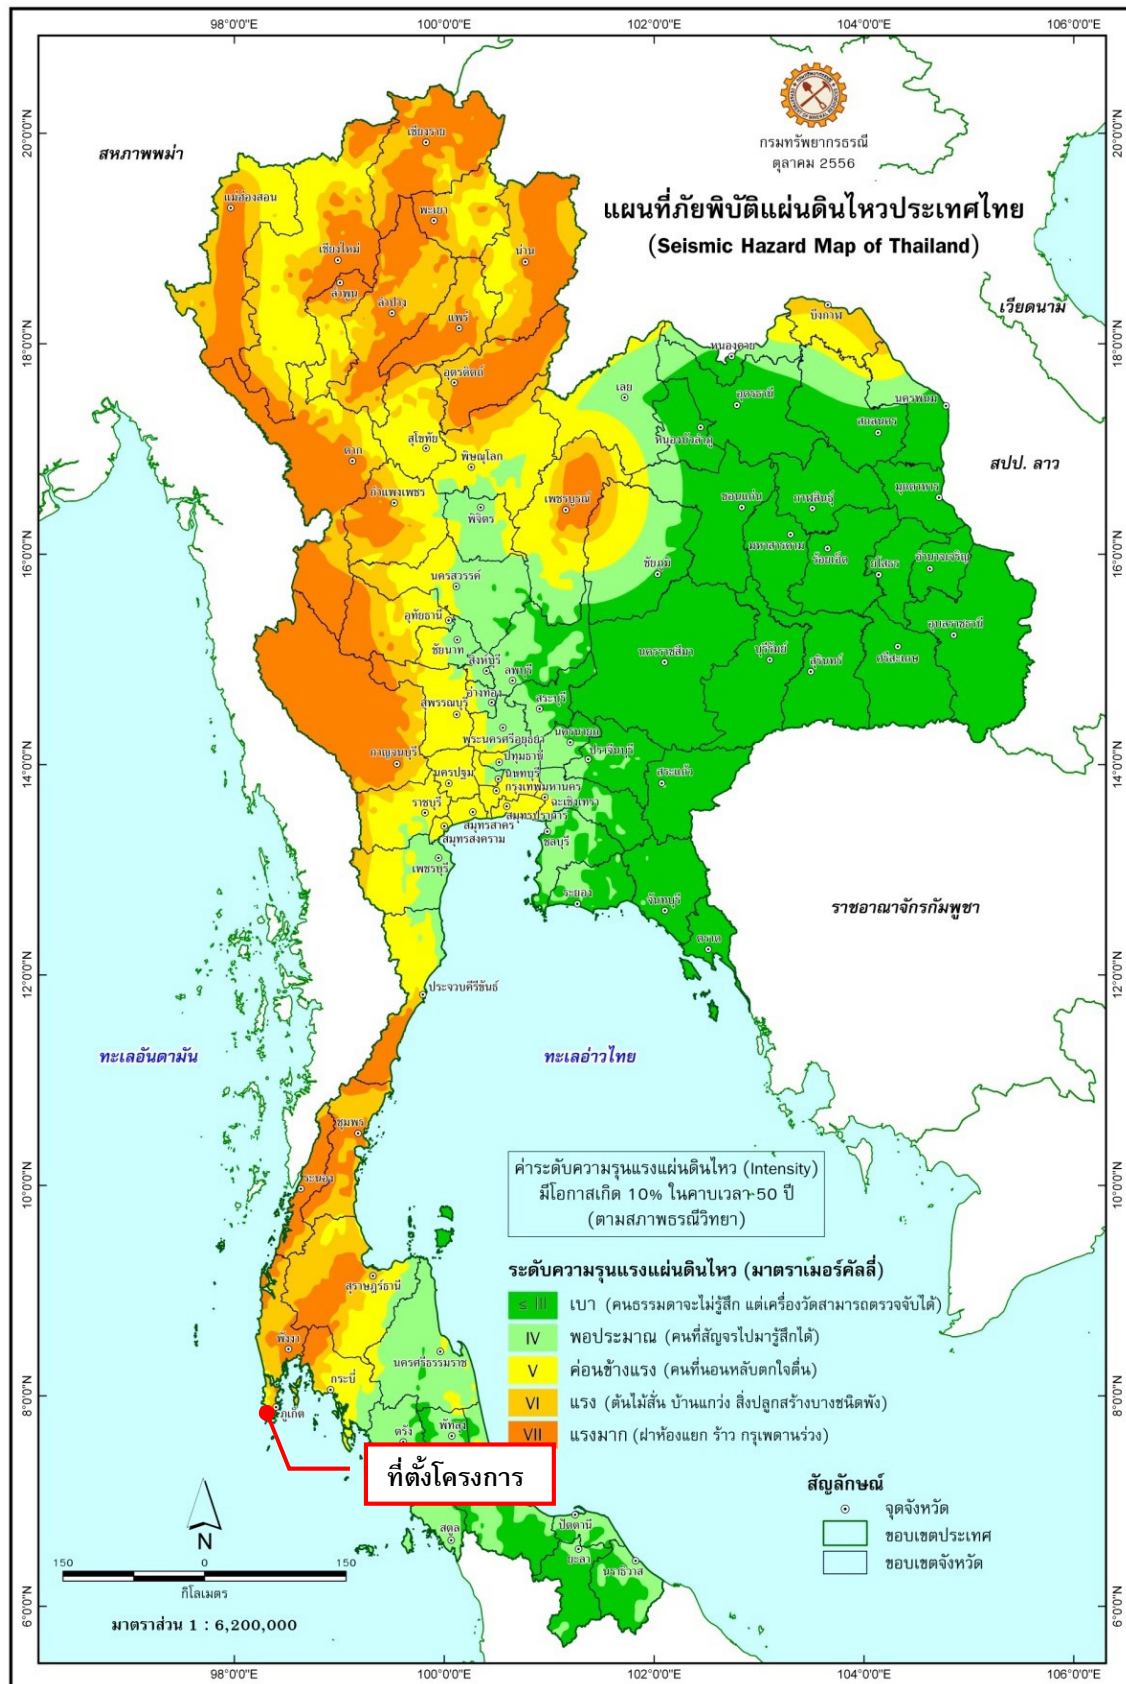 98°0'0"E
100°0'0"E
102°0'0"E
104°0'0"E
106°0'0"E
20°0'0"N
18°0'0"N
16°0'0"N
14°0'0"N
12°0'0"N
10°0'0"N
8°0'0"N
6°0'0"N
20°0'0"N
18°0'0"N
16°0'0"N
14°0'0"N
12°0'0"N
10°0'0"N
8°0'0"N
6°0'0"N
กรมทรัพยากรธรณี
ตุลาคม 2556
แผนที่ภัยพิบัติแผ่นดินไหวประเทศไทย
(Seismic Hazard Map of Thailand)
สหภาพพม่า
เวียดนาม
สปป. ลาว
ราชอาณาจักรกัมพูชา
ทะเลอันดามัน
ทะเลอ่าวไทย
เชียงราย
แม่ฮ่องสอน
พะเยา
เชียงใหม่
น่าน
ลำพูน
ลำปาง
แพร่
บึงกาฬ
หนองคาย
อุตรดิตถ์
เลย
อุดรธานี
นครพนม
สกลนคร
หนองบัวลำภู
สุโขทัย
ตาก
พิษณุโลก
กำแพงเพชร
เพชรบูรณ์
ขอนแก่น
กาฬสินธุ์
มุกดาหาร
พิจิตร
มหาสารคาม
ร้อยเอ็ด
ยโสธร
อำนาจเจริญ
ชัยภูมิ
นครสวรรค์
อุทัยธานี
ชัยนาท
สิงห์บุรี
ลพบุรี
นครราชสีมา
บุรีรัมย์
สุรินทร์
ศรีสะเกษ
อุบลราชธานี
อ่างทอง
สุพรรณบุรี
สระบุรี
พระนครศรีอยุธยา
นครนายก
ปราจีนบุรี
กาญจนบุรี
ปทุมธานี
นครปฐม
นนทบุรี
กรุงเทพมหานคร
สระแก้ว
ราชบุรี
ฉะเชิงเทรา
สมุทรปราการ
สมุทรสาคร
สมุทรสงคราม
ชลบุรี
เพชรบุรี
ระยอง
จันทบุรี
ตราด
ประจวบคีรีขันธ์
ชุมพร
ระนอง
สุราษฎร์ธานี
พังงา
นครศรีธรรมราช
กระบี่
ภูเก็ต
ตรัง
พัทลุง
สตูล
ปัตตานี
ยะลา
นราธิวาส
ที่ตั้งโครงการ
ค่าระดับความรุนแรงแผ่นดินไหว (Intensity)
มีโอกาสเกิด 10% ในคาบเวลา 50 ปี
(ตามสภาพธรณีวิทยา)
ระดับความรุนแรงแผ่นดินไหว (มาตราเมอร์คัลลี่)
≤ III เบา (คนธรรมดาจะไม่รู้สึก แต่เครื่องวัดสามารถตรวจจับได้)
IV พอประมาณ (คนที่สัญจรไปมารู้สึกได้)
V ค่อนข้างแรง (คนที่นอนหลับตกใจตื่น)
VI แรง (ต้นไม้สั่น บ้านแกว่ง สิ่งปลูกสร้างบางชนิดพัง)
VII แรงมาก (ฝาห้องแยก ร้าว กรุเพดานร่วง)
สัญลักษณ์
จุดจังหวัด
ขอบเขตประเทศ
ขอบเขตจังหวัด
N
150 0 150
กิโลเมตร
มาตราส่วน 1 : 6,200,000
98°0'0"E
100°0'0"E
102°0'0"E
104°0'0"E
106°0'0"E